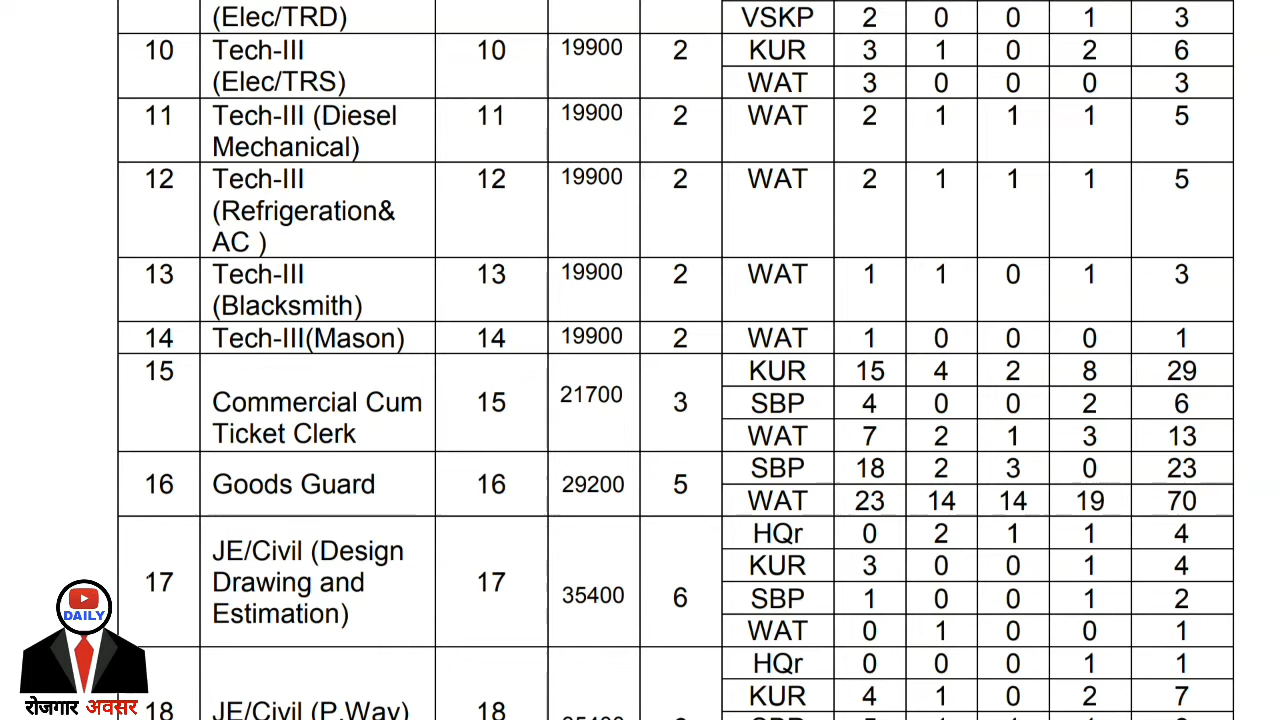 (Elec/TRD) VSKP 2 0 0 1 3
10 Tech-III 10 19900 2 KUR 3 1 0 2 6
(Elec/TRS) WAT 3 0 0 0 3
11 Tech-III (Diesel 11 19900 2 WAT 2 1 1 1 5
Mechanical)
12 Tech-III 12 19900 2 WAT 2 1 1 1 5
(Refrigeration&
AC )
13 Tech-III 13 19900 2 WAT 1 1 0 1 3
(Blacksmith)
14 Tech-III(Mason) 14 19900 2 WAT 1 0 0 0 1
15 KUR 15 4 2 8 29
Commercial Cum 15 21700 3 SBP 4 0 0 2 6
Ticket Clerk WAT 7 2 1 3 13
SBP 18 2 3 0 23
16 Goods Guard 16 29200 5
WAT 23 14 14 19 70
HQr 0 2 1 1 4
JE/Civil (Design KUR 3 0 0 1 4
17 Drawing and 17 35400 6 SBP 1 0 0 1 2
Estimation) WAT 0 1 0 0 1
HQr 0 0 0 1 1
KUR 4 1 0 2 7
18 JE/Civil (P.Way) 18
DAILY
रोजगार अवसर